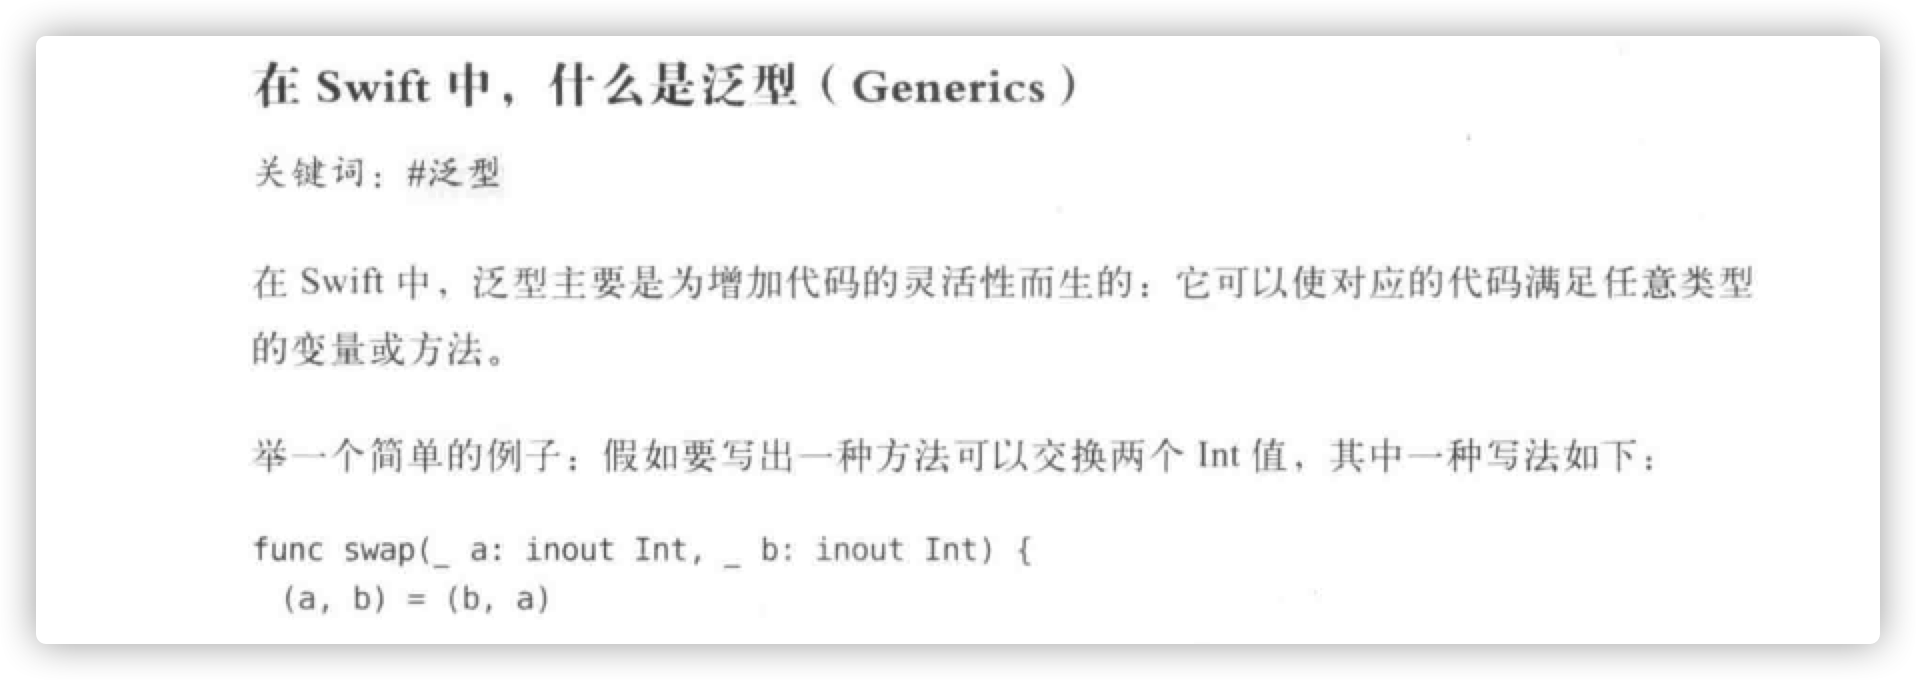 在 Swift 中，什么是泛型（Generics）
关键词：#泛型
在 Swift 中，泛型主要是为增加代码的灵活性而生的：它可以使对应的代码满足任意类型
的变量或方法。
举一个简单的例子：假如要写出一种方法可以交换两个 Int 值，其中一种写法如下：
func swap(_ a: inout Int, _ b: inout Int) {
(a, b) = (b, a)